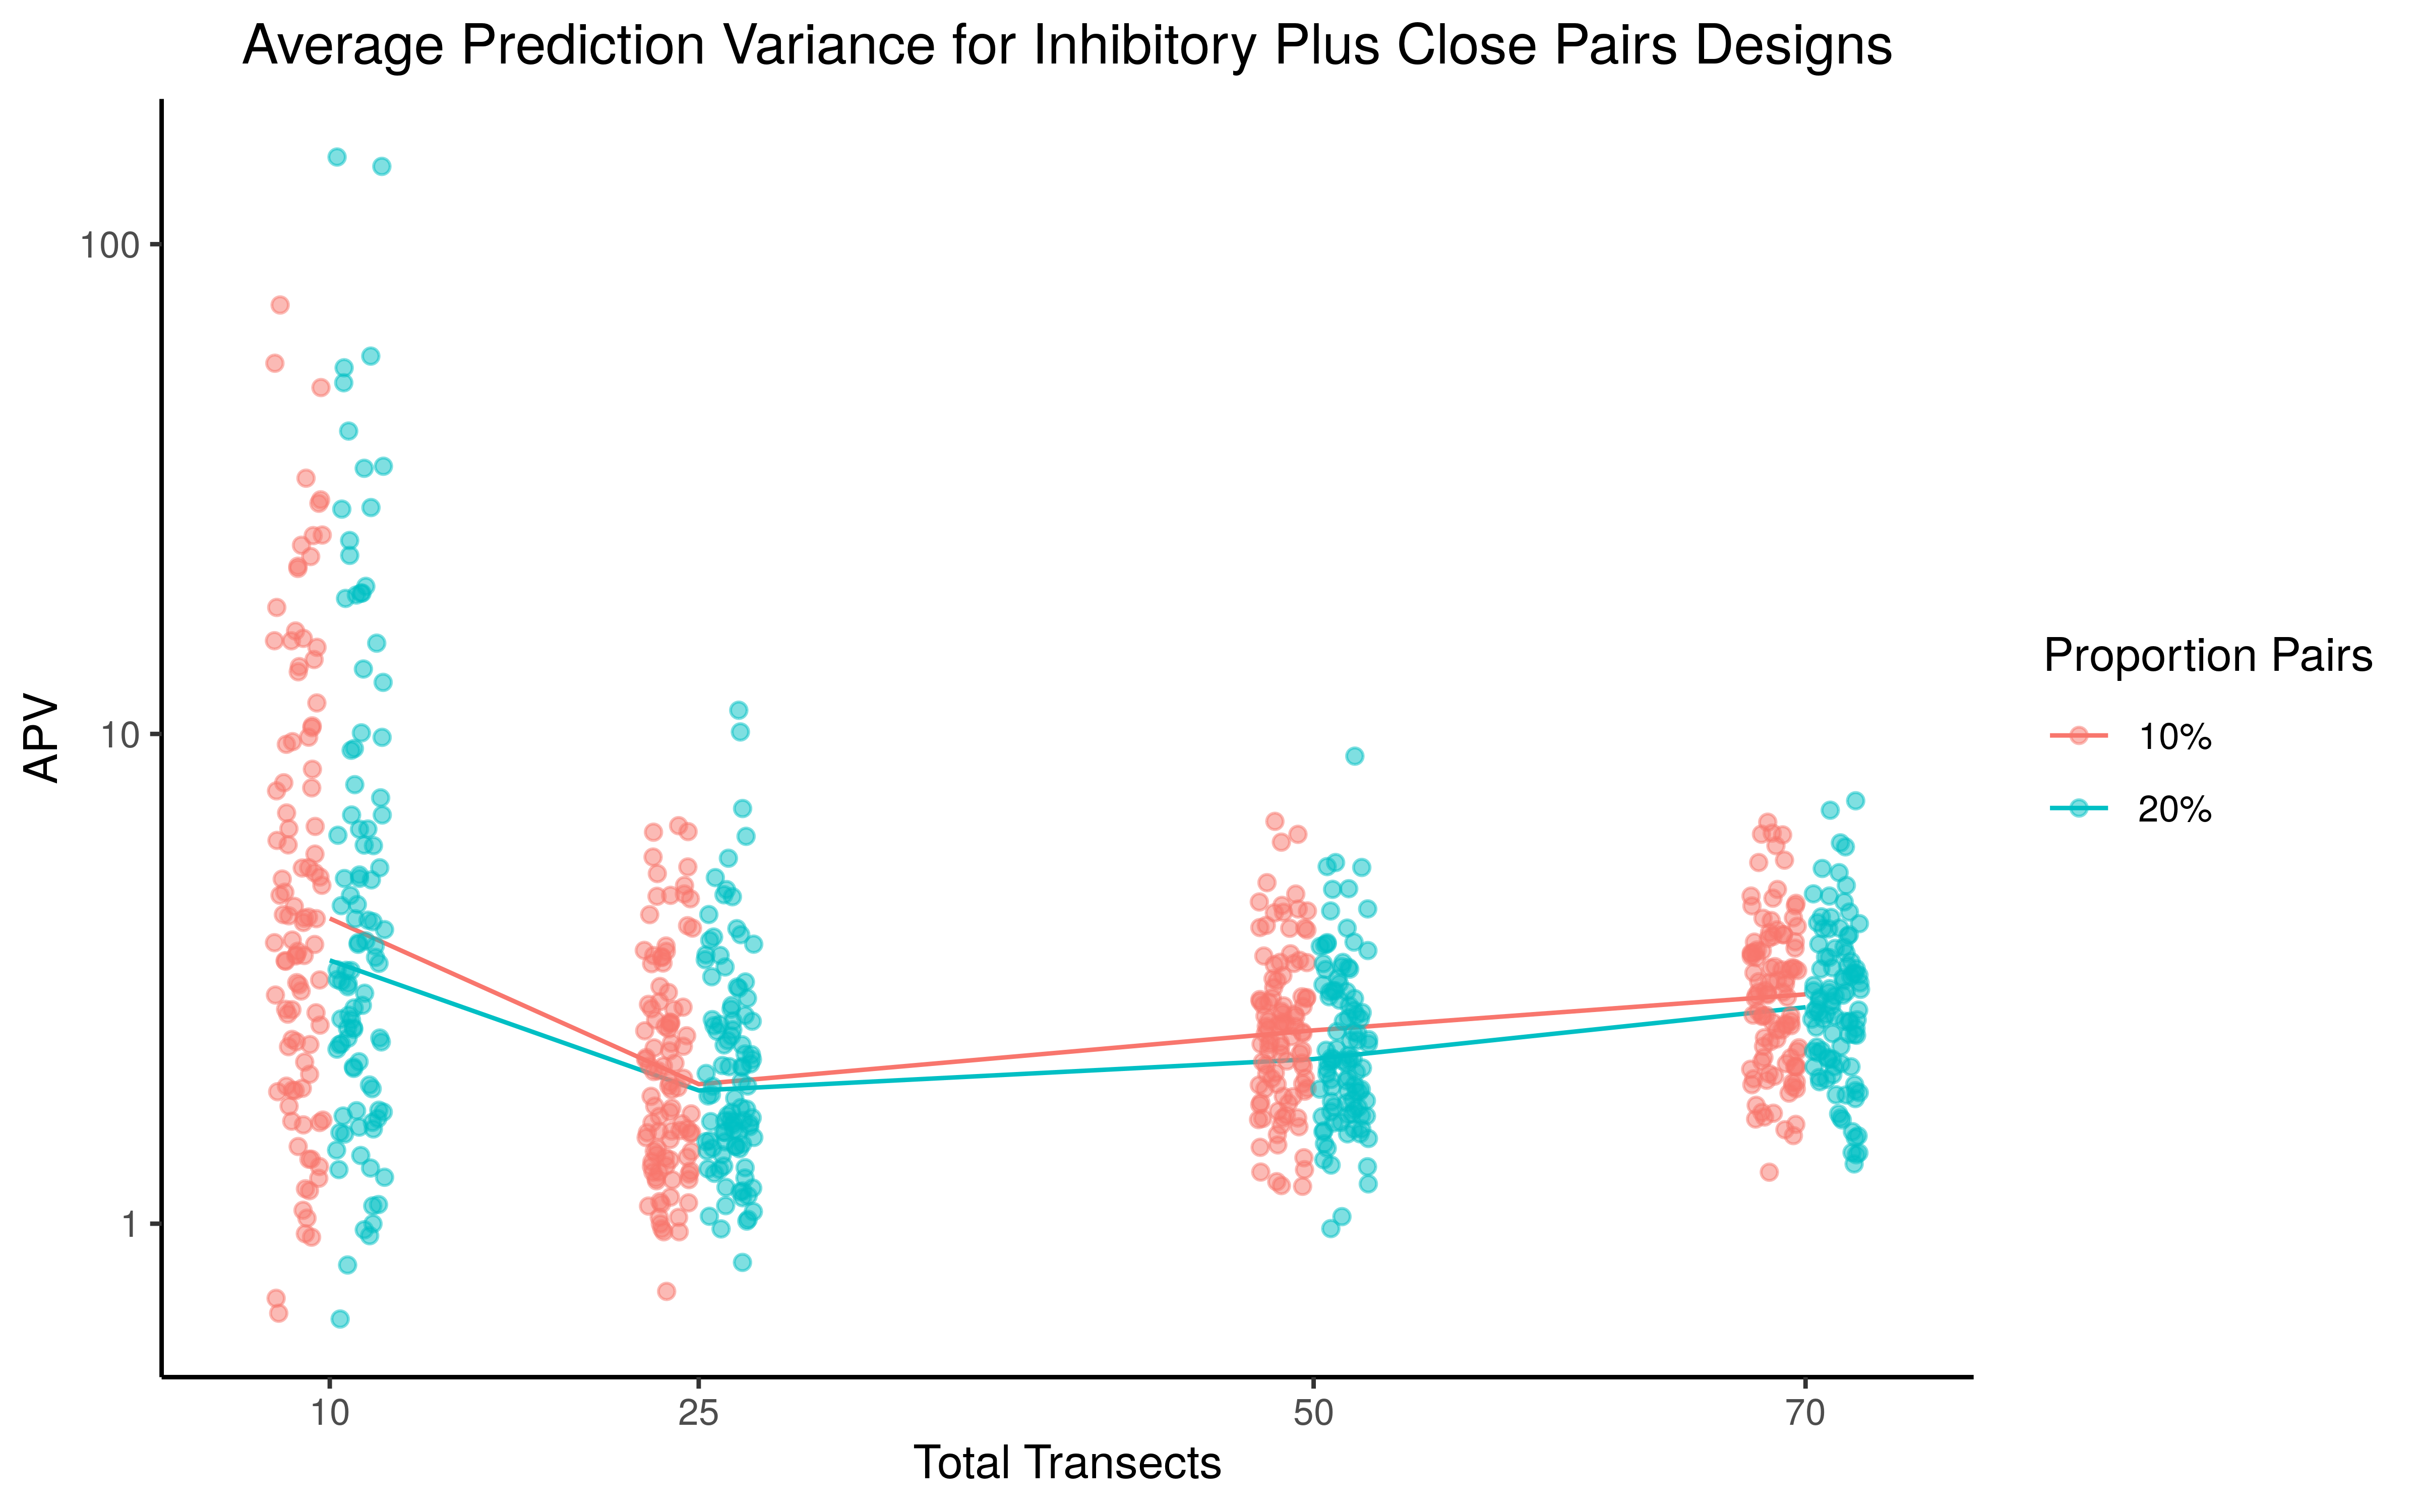 Average Prediction Variance for Inhibitory Plus Close Pairs Designs
100
10
1
APV
10 25 50 70
Total Transects
Proportion Pairs
10%
20%